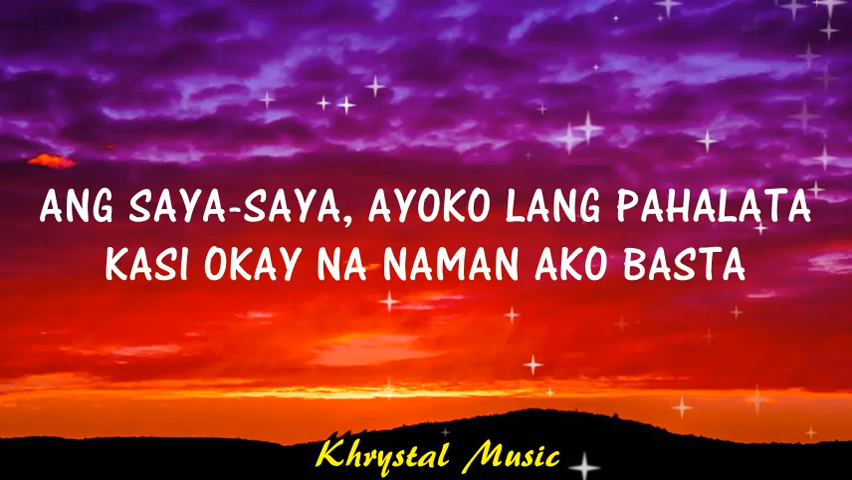 ANG SAYA-SAYA, AYOKO LANG PAHALATA
KASI OKAY NA NAMAN AKO BASTA
Khrystal Music